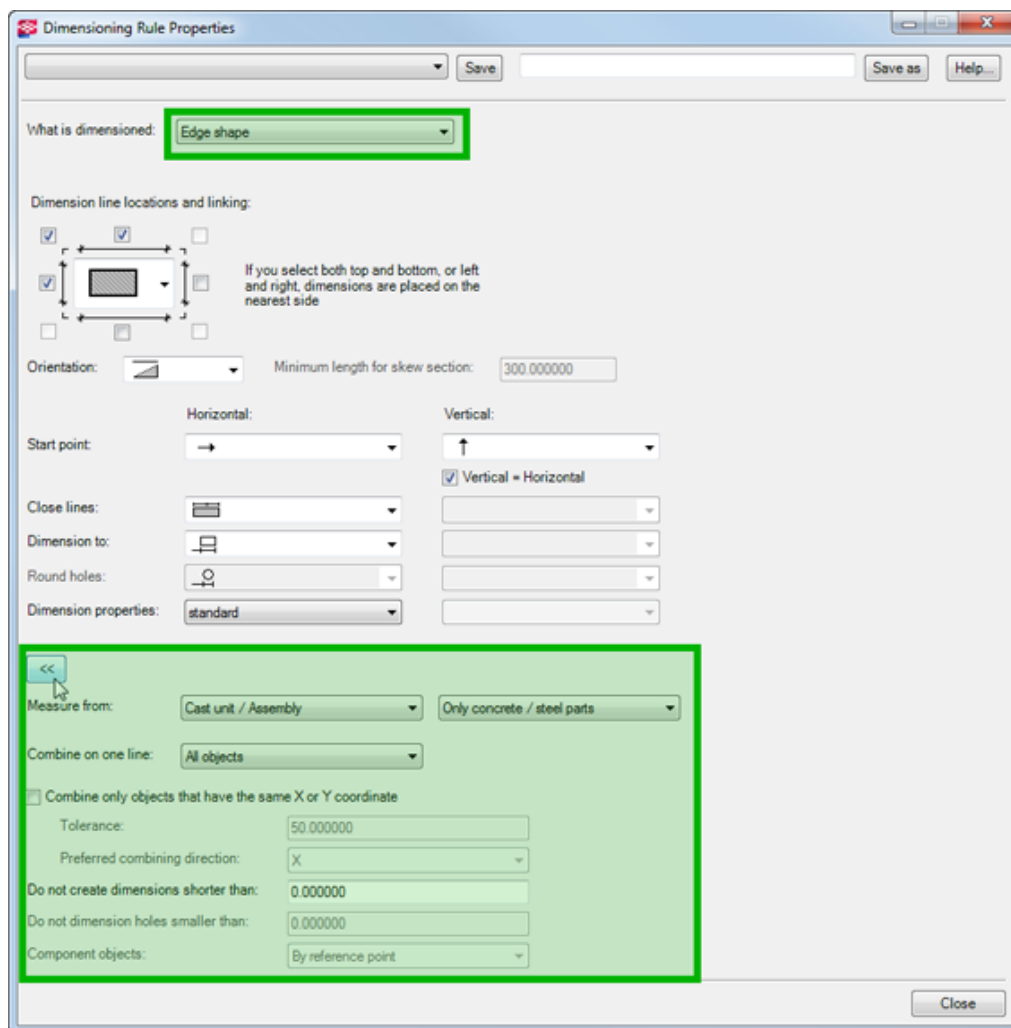 Dimensioning Rule Properties
Save
Save as
Help...
What is dimensioned:
Edge shape
Dimension line locations and linking:
If you select both top and bottom, or left
and right, dimensions are placed on the
nearest side
Orientation:
Minimum length for skew section:
300.000000
Horizontal:
Vertical:
Start point:
Vertical = Horizontal
Close lines:
Dimension to:
Round holes:
Dimension properties:
standard
<<
Measure from:
Cast unit / Assembly
Only concrete / steel parts
Combine on one line:
All objects
Combine only objects that have the same X or Y coordinate
Tolerance:
50.000000
Preferred combining direction:
X
Do not create dimensions shorter than:
0.000000
Do not dimension holes smaller than:
0.000000
Component objects:
By reference point
Close